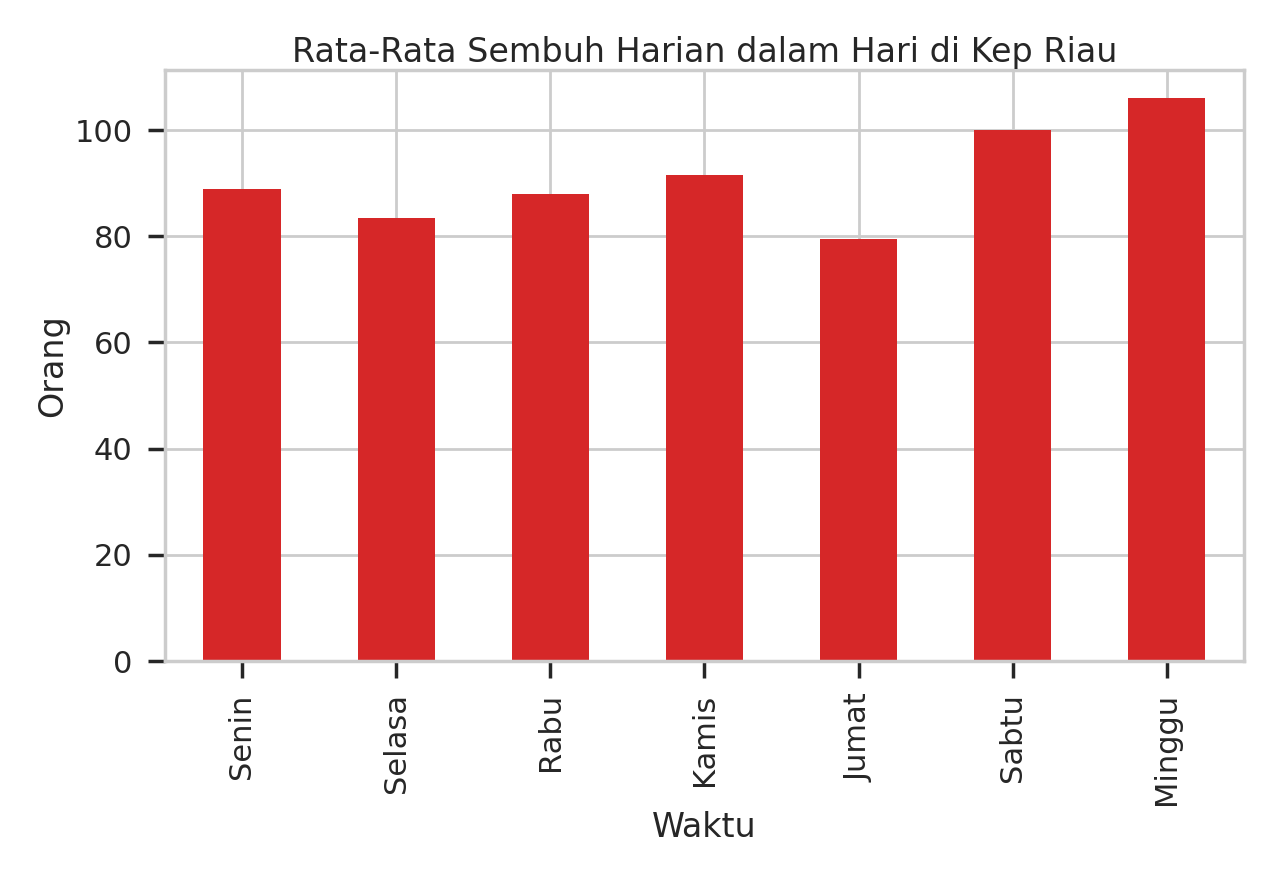 Rata-Rata Sembuh Harian dalam Hari di Kep Riau
Orang
100
80
60
40
20
0
Senin
Selasa
Rabu
Kamis
Jumat
Sabtu
Minggu
Waktu